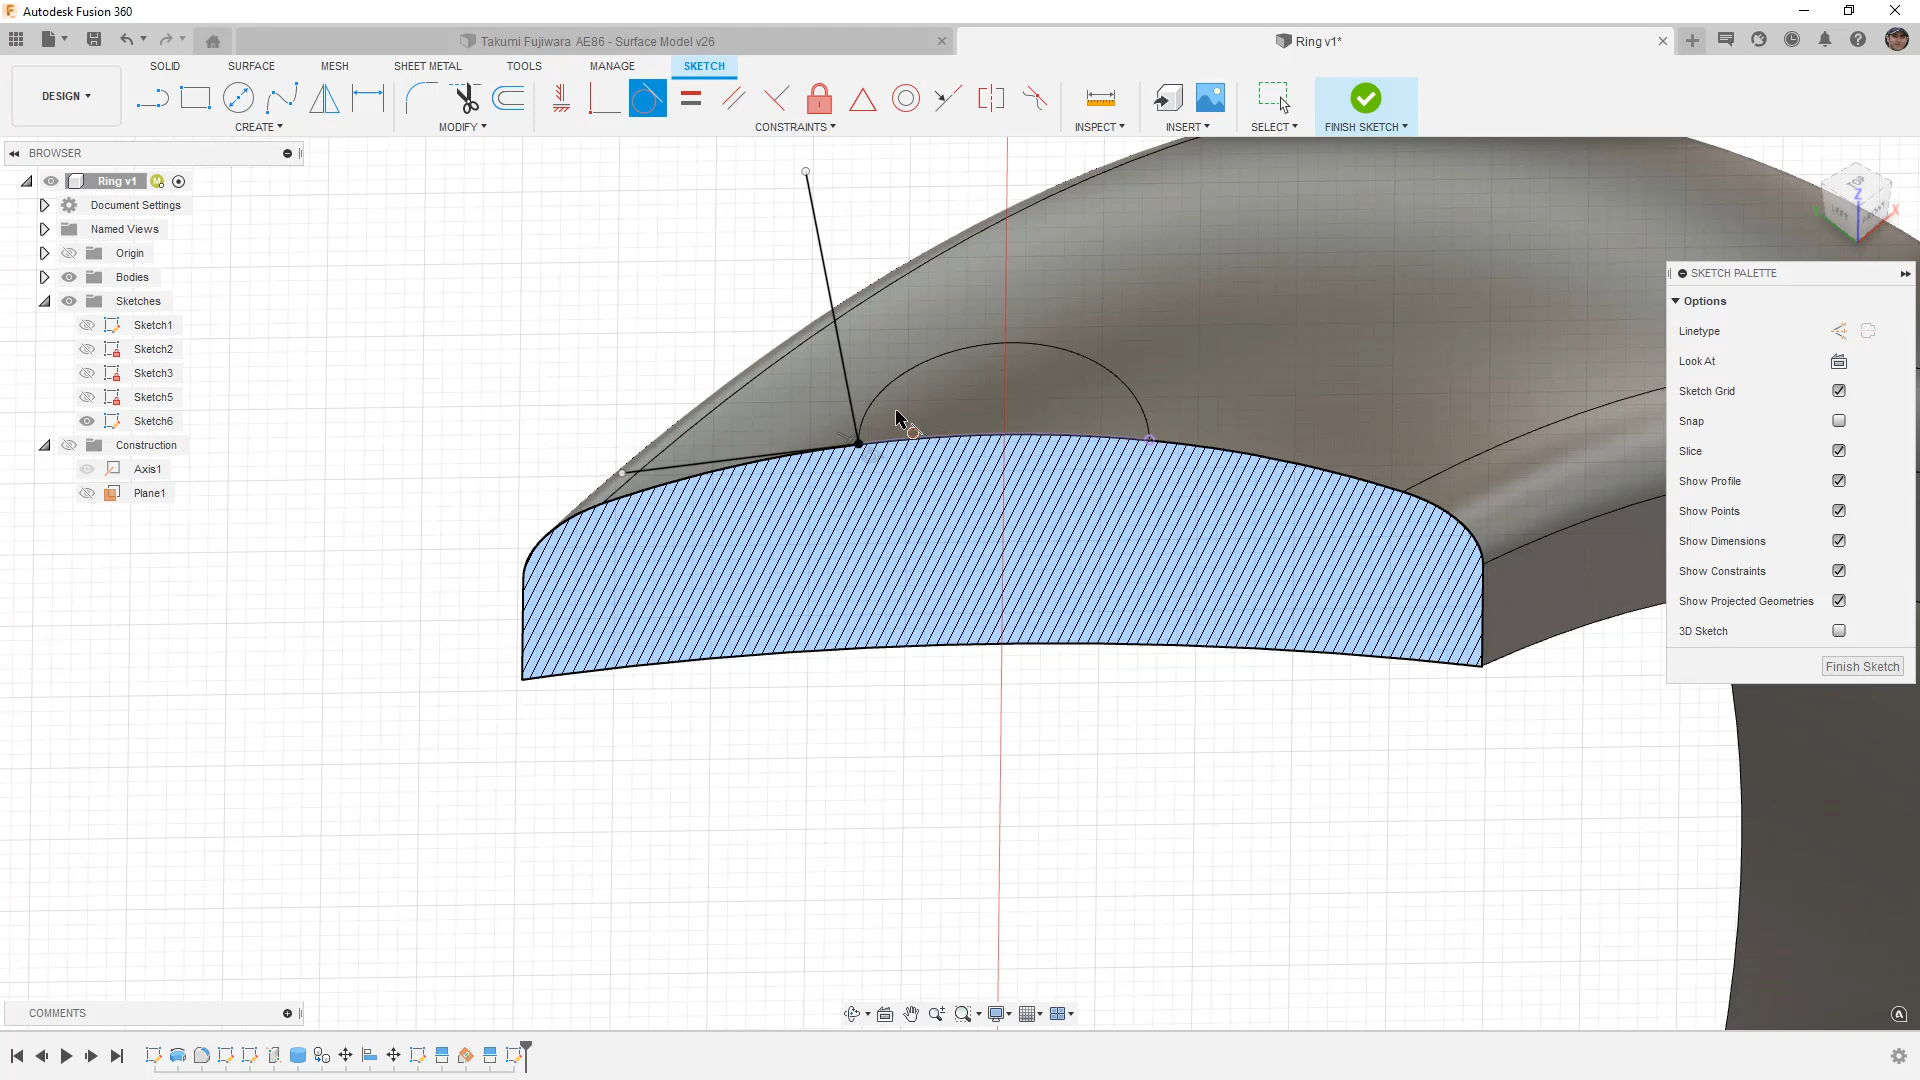 Autodesk Fusion 360
Takumi Fujiwara AE86 - Surface Model v26
Ring v1*
DESIGN
SOLID
SURFACE
MESH
SHEET METAL
TOOLS
MANAGE
SKETCH
CREATE
MODIFY
CONSTRAINTS
INSPECT
INSERT
SELECT
FINISH SKETCH
BROWSER
Ring v1
Document Settings
Named Views
Origin
Bodies
Sketches
Sketch1
Sketch2
Sketch3
Sketch5
Sketch6
Construction
Axis1
Plane1
TOP
LEFT
FRONT
Z
X
SKETCH PALETTE
Options
Linetype
Look At
Sketch Grid
Snap
Slice
Show Profile
Show Points
Show Dimensions
Show Constraints
Show Projected Geometries
3D Sketch
Finish Sketch
COMMENTS